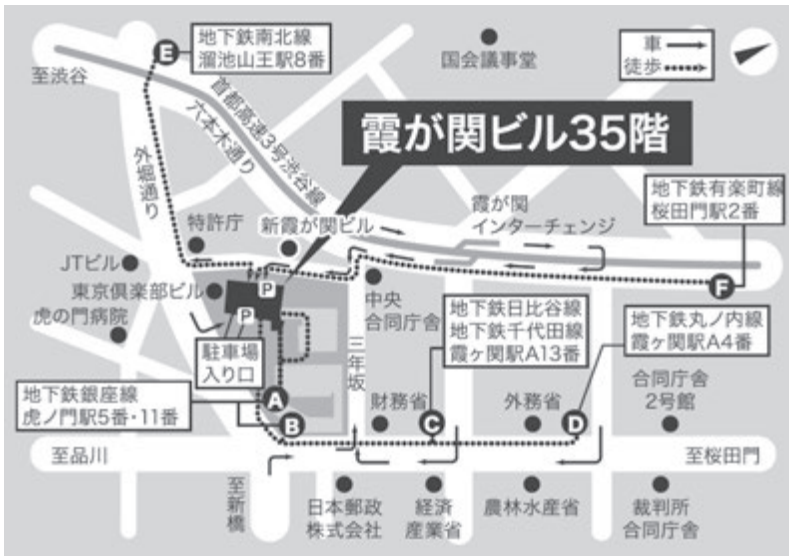 地下鉄南北線
溜池山王駅8番
E
至渋谷
国会議事堂
車
徒歩
首都高速3号渋谷線
六本木通り
霞が関ビル35階
外堀通り
特許庁
新霞が関ビル
霞が関
インターチェンジ
地下鉄有楽町線
桜田門駅2番
F
JTビル
東京倶楽部ビル
虎の門病院
P
P
駐車場
入り口
中央
合同庁舎
三年坂
地下鉄日比谷線
地下鉄千代田線
霞ヶ関駅A13番
地下鉄丸ノ内線
霞ヶ関駅A4番
地下鉄銀座線
虎ノ門駅5番・11番
A
B
財務省
C
外務省
D
合同庁舎
2号館
至品川
至桜田門
至新橋
日本郵政
株式会社
経済
産業省
農林水産省
裁判所
合同庁舎